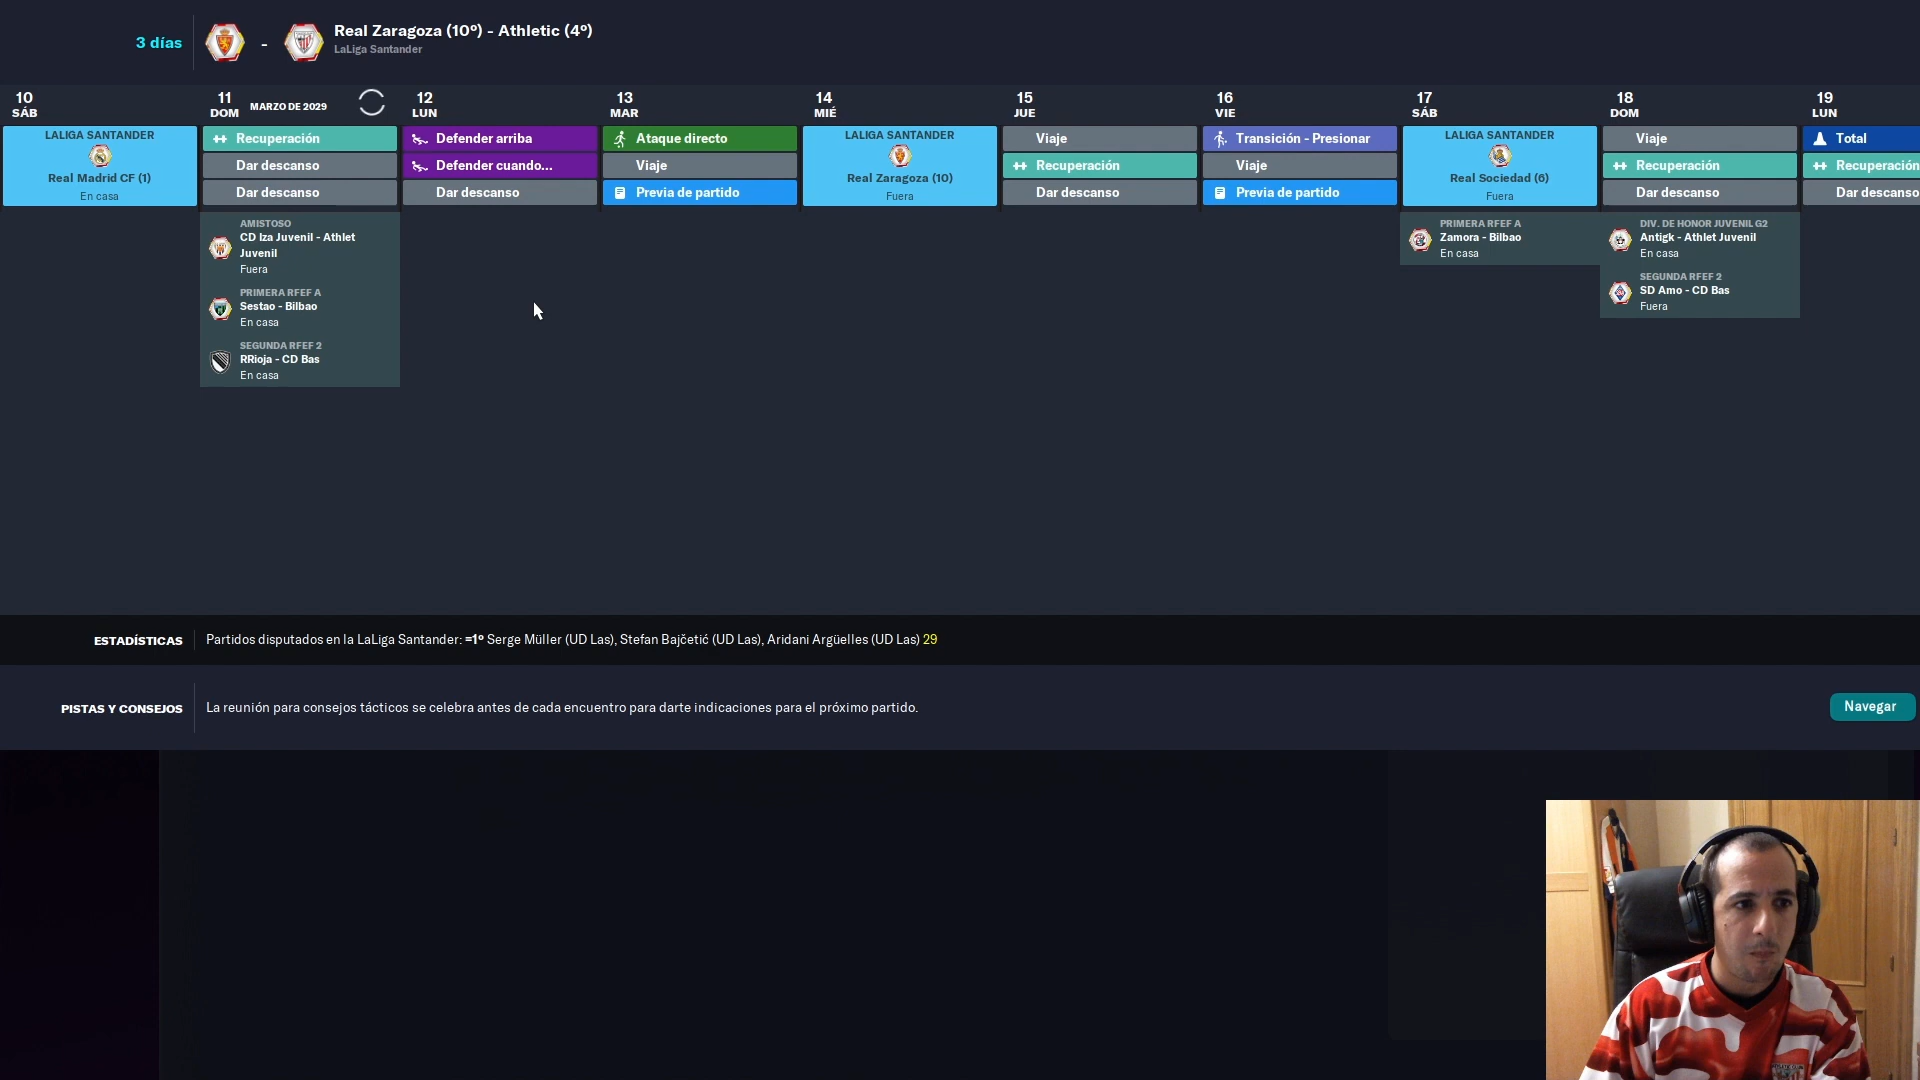 3 días
-
Real Zaragoza (10º) - Athletic (4º)
LaLiga Santander
10
SÁB
LALIGA SANTANDER
Real Madrid CF (1)
En casa
11
DOM
MARZO DE 2029
Recuperación
Dar descanso
Dar descanso
AMISTOSO
CD Iza Juvenil - Athlet
Juvenil
Fuera
PRIMERA RFEF A
Sestao - Bilbao
En casa
SEGUNDA RFEF 2
RRioja - CD Bas
En casa
12
LUN
Defender arriba
Defender cuando...
Dar descanso
13
MAR
Ataque directo
Viaje
Previa de partido
14
MIÉ
LALIGA SANTANDER
Real Zaragoza (10)
Fuera
15
JUE
Viaje
Recuperación
Dar descanso
16
VIE
Transición - Presionar
Viaje
Previa de partido
17
SÁB
LALIGA SANTANDER
Real Sociedad (6)
Fuera
PRIMERA RFEF A
Zamora - Bilbao
En casa
18
DOM
Viaje
Recuperación
Dar descanso
DIV. DE HONOR JUVENIL G2
Antigk - Athlet Juvenil
En casa
SEGUNDA RFEF 2
SD Amo - CD Bas
Fuera
19
LUN
Total
Recuperación
Dar descanso
ESTADÍSTICAS
Partidos disputados en la LaLiga Santander: =1º Serge Müller (UD Las), Stefan Bajčetić (UD Las), Aridani Argüelles (UD Las) 29
PISTAS Y CONSEJOS
La reunión para consejos tácticos se celebra antes de cada encuentro para darte indicaciones para el próximo partido.
Navegar